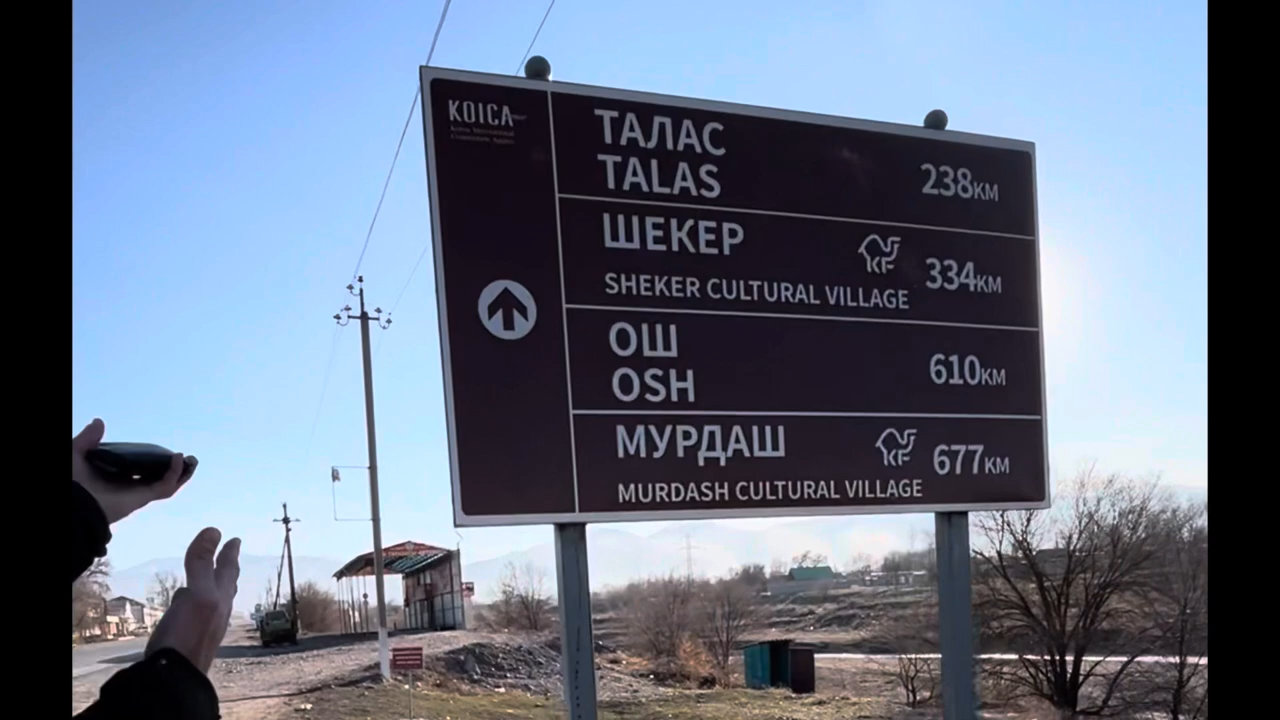 KOICA
ТАЛАС
TALAS
238KM
ШЕКЕР
SHEKER CULTURAL VILLAGE
334KM
ОШ
OSH
610KM
МУРДАШ
MURDASH CULTURAL VILLAGE
677KM